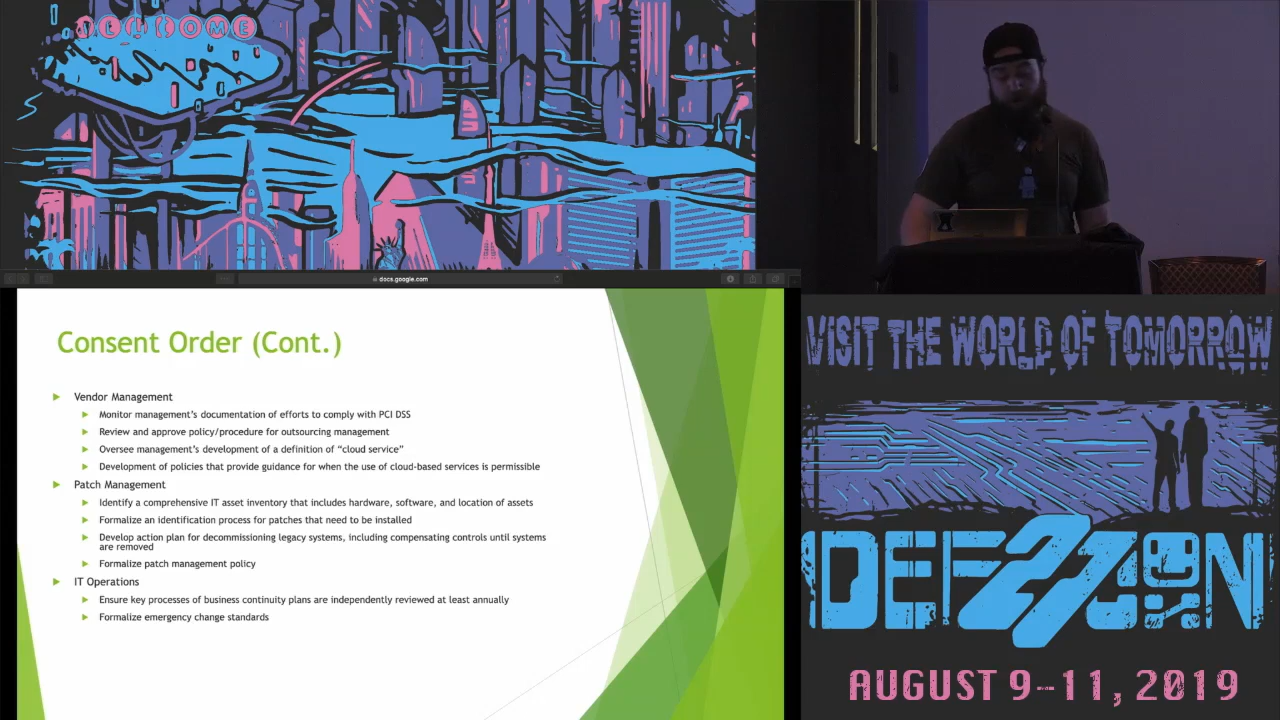 WELCOME
docs.google.com
Consent Order (Cont.)
Vendor Management
Monitor management's documentation of efforts to comply with PCI DSS
Review and approve policy/procedure for outsourcing management
Oversee management's development of a definition of "cloud service"
Development of policies that provide guidance for when the use of cloud-based services is permissible
Patch Management
Identify a comprehensive IT asset inventory that includes hardware, software, and location of assets
Formalize an identification process for patches that need to be installed
Develop action plan for decommissioning legacy systems, including compensating controls until systems
are removed
Formalize patch management policy
IT Operations
Ensure key processes of business continuity plans are independently reviewed at least annually
Formalize emergency change standards
VISIT THE WORLD OF TOMORROW
DEF27CON
AUGUST 9-11, 2019